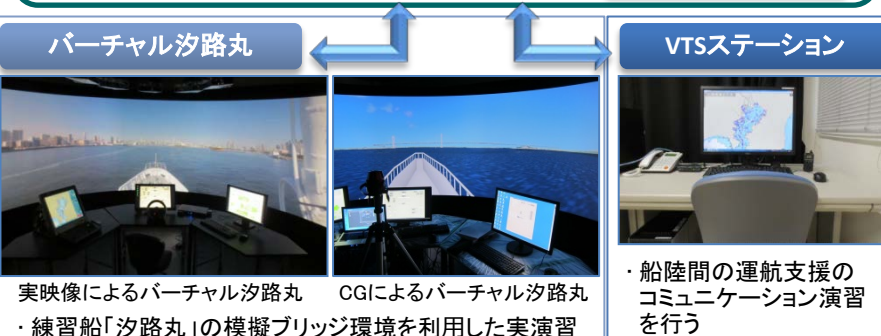 バーチャル汐路丸
VTSステーション
実映像によるバーチャル汐路丸
CGによるバーチャル汐路丸
・練習船「汐路丸」の模擬ブリッジ環境を利用した実演習
・船陸間の運航支援の
コミュニケーション演習
を行う